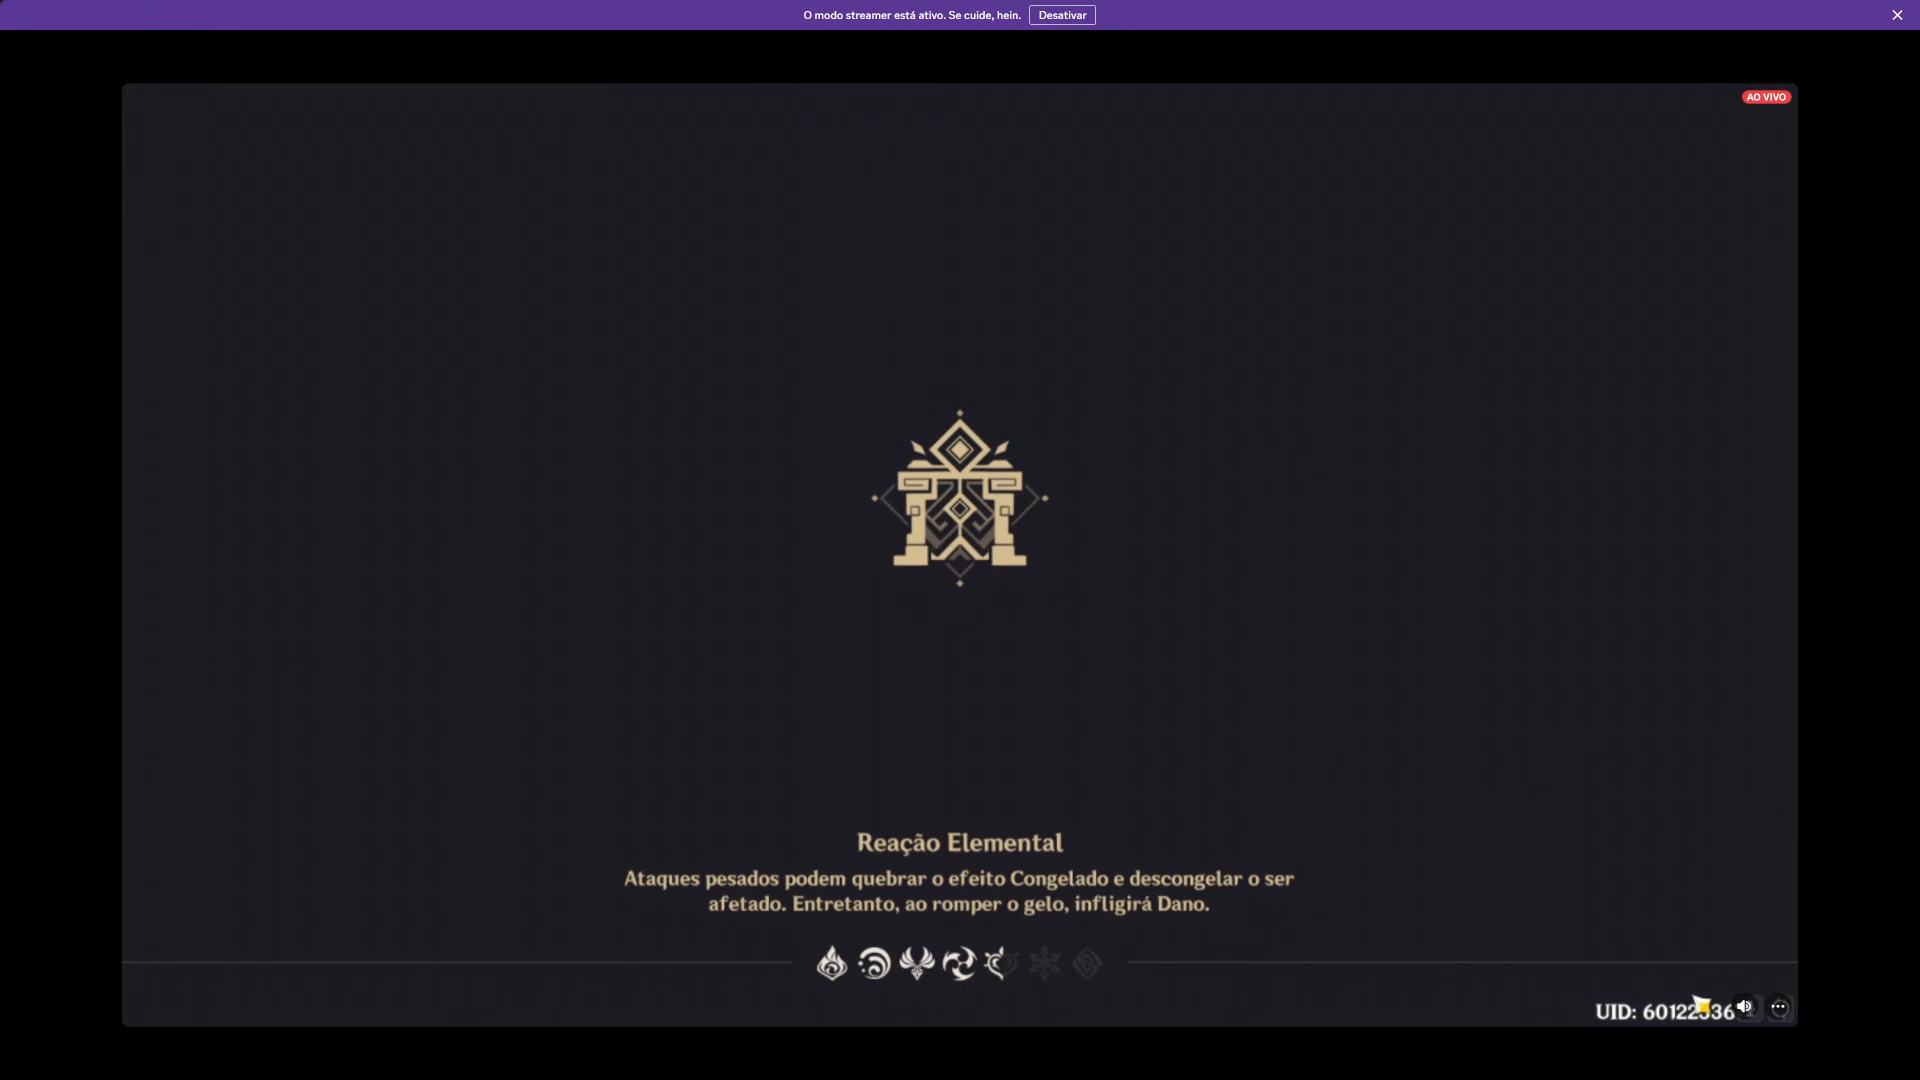 O modo streamer está ativo. Se cuide, hein.
Desativar
AO VIVO
Reação Elemental
Ataques pesados podem quebrar o efeito Congelado e descongelar o ser
afetado. Entretanto, ao romper o gelo, infligirá Dano.
UID: